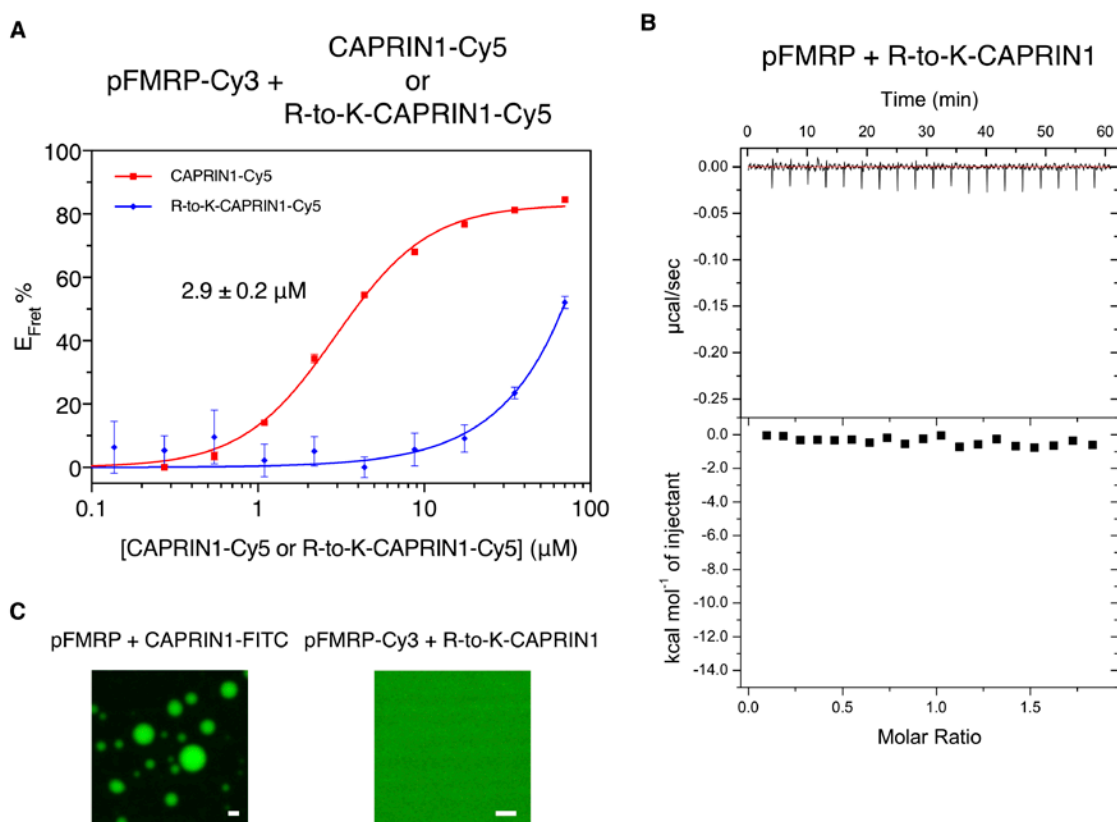 A
pFMRP-Cy3 +
CAPRIN1-Cy5
or
R-to-K-CAPRIN1-Cy5
100
80
60
40
20
0
E_Fret %
CAPRIN1-Cy5
R-to-K-CAPRIN1-Cy5
2.9 ± 0.2 µM
0.1 1 10 100
[CAPRIN1-Cy5 or R-to-K-CAPRIN1-Cy5] (µM)
B
pFMRP + R-to-K-CAPRIN1
Time (min)
0 10 20 30 40 50 60
0.00
-0.05
-0.10
-0.15
-0.20
-0.25
µcal/sec
0.0
-2.0
-4.0
-6.0
-8.0
-10.0
-12.0
-14.0
kcal mol⁻¹ of injectant
0.0 0.5 1.0 1.5
Molar Ratio
C
pFMRP + CAPRIN1-FITC
pFMRP-Cy3 + R-to-K-CAPRIN1